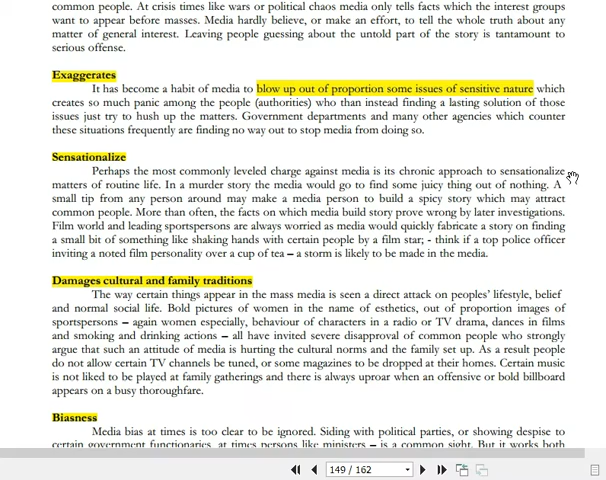 common people. At crisis times like wars or political chaos media only tells facts which the interest groups
want to appear before masses. Media hardly believe, or make an effort, to tell the whole truth about any
matter of general interest. Leaving people guessing about the untold part of the story is tantamount to
serious offense.
Exaggerates
It has become a habit of media to blow up out of proportion some issues of sensitive nature which
creates so much panic among the people (authorities) who than instead finding a lasting solution of those
issues just try to hush up the matters. Government departments and many other agencies which counter
these situations frequently are finding no way out to stop media from doing so.
Sensationalize
Perhaps the most commonly leveled charge against media is its chronic approach to sensationalize
matters of routine life. In a murder story the media would go to find some juicy thing out of nothing. A
small tip from any person around may make a media person to build a spicy story which may attract
common people. More than often, the facts on which media build story prove wrong by later investigations.
Film world and leading sportspersons are always worried as media would quickly fabricate a story on finding
a small bit of something like shaking hands with certain people by a film star; - think if a top police officer
inviting a noted film personality over a cup of tea – a storm is likely to be made in the media.
Damages cultural and family traditions
The way certain things appear in the mass media is seen a direct attack on peoples' lifestyle, belief
and normal social life. Bold pictures of women in the name of esthetics, out of proportion images of
sportspersons – again women especially, behaviour of characters in a radio or TV drama, dances in films
and smoking and drinking actions – all have invited severe disapproval of common people who strongly
argue that such an attitude of media is hurting the cultural norms and the family set up. As a result people
do not allow certain TV channels be tuned, or some magazines to be dropped at their homes. Certain music
is not liked to be played at family gatherings and there is always uproar when an offensive or bold billboard
appears on a busy thoroughfare.
Biasness
Media bias at times is too clear to be ignored. Siding with political parties, or showing despise to
certain government functionaries, at times persons like ministers – is a common sight. But it works both
149 / 162